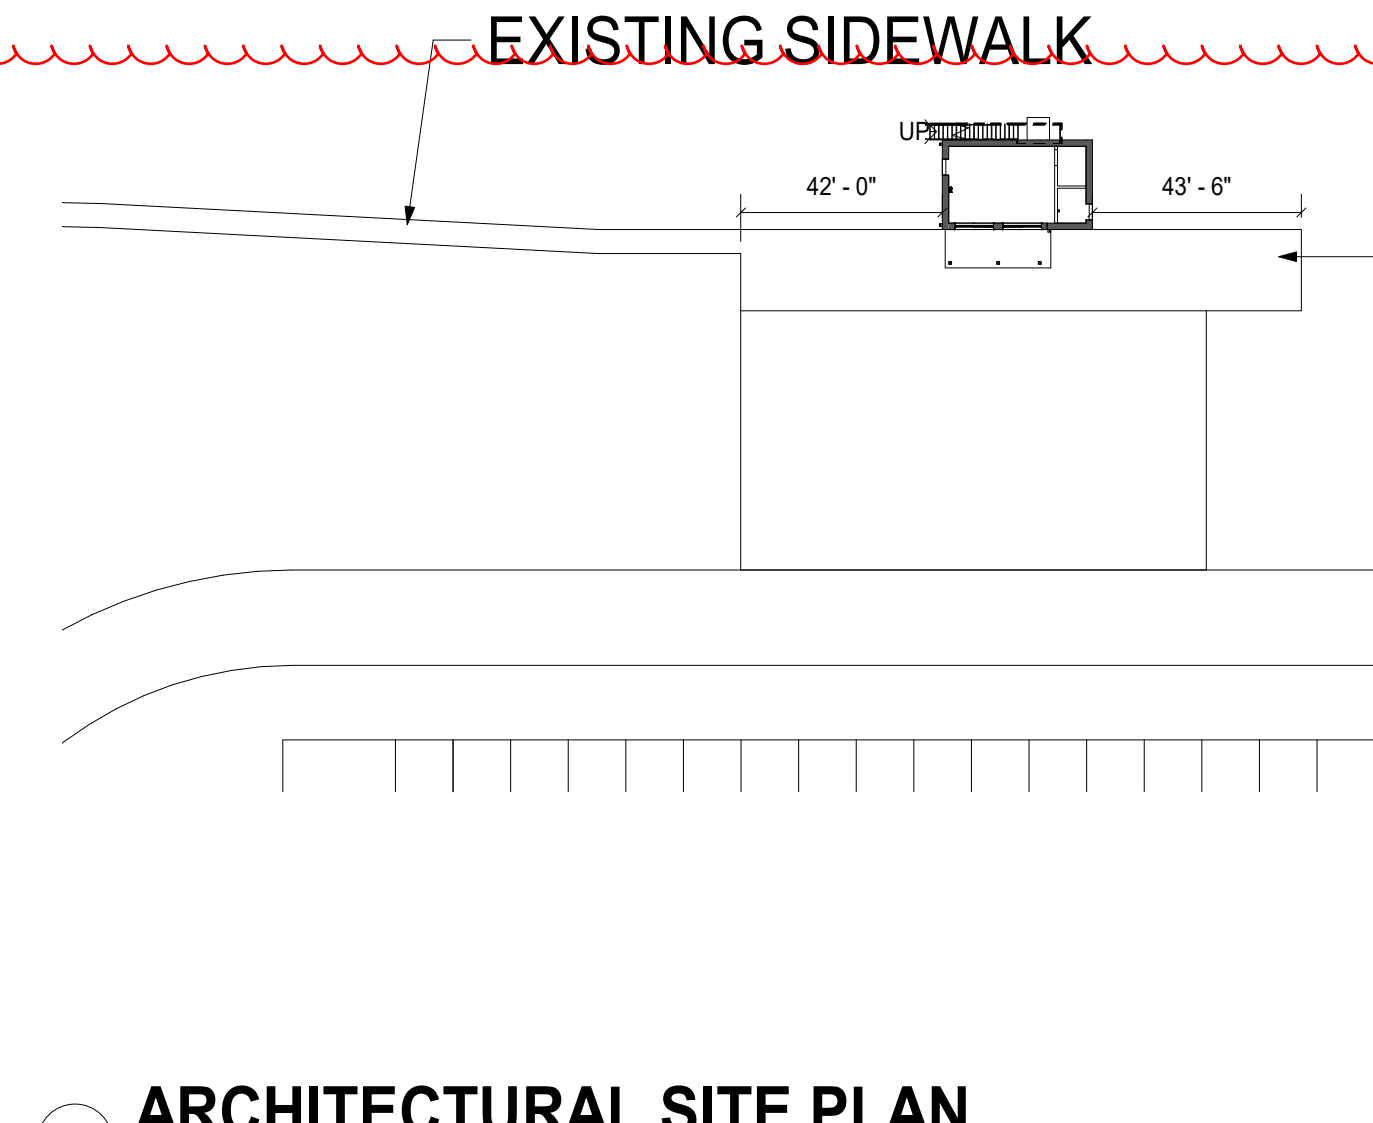 EXISTING SIDEWALK
UP
42' - 0"
43' - 6"
ARCHITECTURAL SITE PLAN